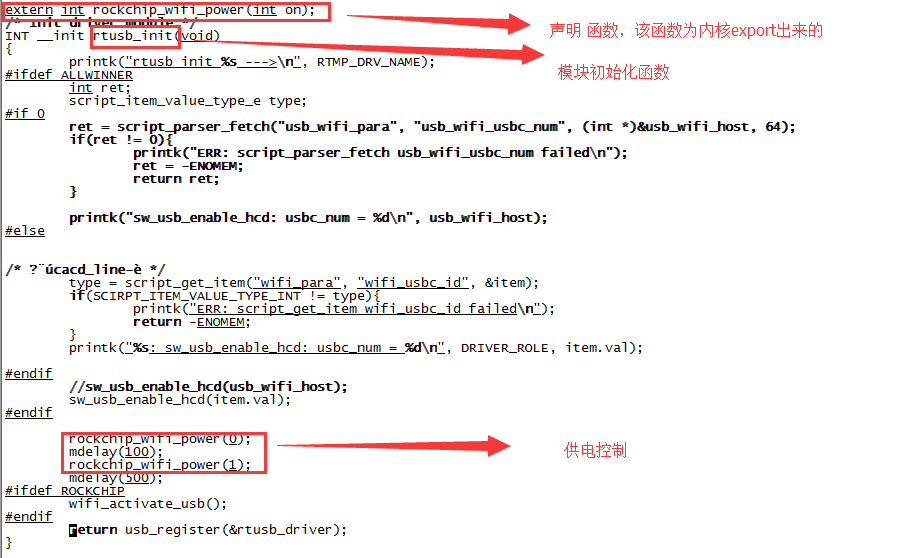 extern int rockchip_wifi_power(int on);
声明 函数，该函数为内核export出来的
/* init driver module */
INT __init rtusb_init(void)
模块初始化函数
{
printk("rtusb init %s --->\n", RTMP_DRV_NAME);
#ifdef ALLWINNER
int ret;
script_item_value_type_e type;
#if 0
ret = script_parser_fetch("usb_wifi_para", "usb_wifi_usbc_num", (int *)&usb_wifi_host, 64);
if(ret != 0){
printk("ERR: script_parser_fetch usb_wifi_usbc_num failed\n");
ret = -ENOMEM;
return ret;
}
printk("sw_usb_enable_hcd: usbc_num = %d\n", usb_wifi_host);
#else
/* ?¨úcacd_line-è */
type = script_get_item("wifi_para", "wifi_usbc_id", &item);
if(SCIRPT_ITEM_VALUE_TYPE_INT != type){
printk("ERR: script_get_item wifi_usbc_id failed\n");
return -ENOMEM;
}
printk("%s: sw_usb_enable_hcd: usbc_num = %d\n", DRIVER_ROLE, item.val);
#endif
//sw_usb_enable_hcd(usb_wifi_host);
sw_usb_enable_hcd(item.val);
#endif
rockchip_wifi_power(0);
mdelay(100);
供电控制
rockchip_wifi_power(1);
mdelay(500);
#ifdef ROCKCHIP
wifi_activate_usb();
#endif
return usb_register(&rtusb_driver);
}